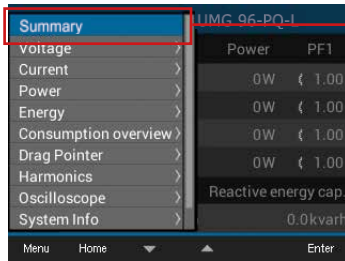 UMG 96-PQ-L
Summary
Voltage
Current
Power
Energy
Consumption overview
Drag Pointer
Harmonics
Oscilloscope
System Info
Power PF1
0W 1.00
0W 1.00
0W 1.00
0W 1.00
Reactive energy cap.
0.0kvarh
Menu Home Enter